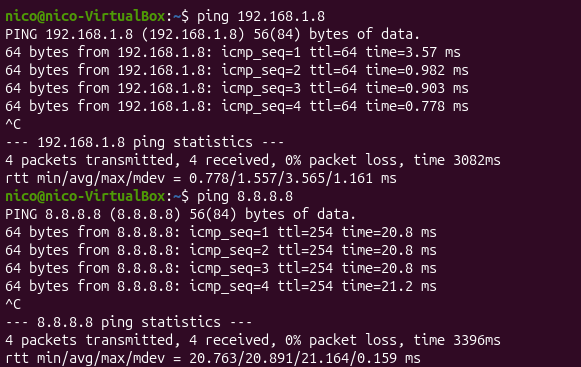 nico@nico-VirtualBox:~$ ping 192.168.1.8
PING 192.168.1.8 (192.168.1.8) 56(84) bytes of data.
64 bytes from 192.168.1.8: icmp_seq=1 ttl=64 time=3.57 ms
64 bytes from 192.168.1.8: icmp_seq=2 ttl=64 time=0.982 ms
64 bytes from 192.168.1.8: icmp_seq=3 ttl=64 time=0.903 ms
64 bytes from 192.168.1.8: icmp_seq=4 ttl=64 time=0.778 ms
^C
--- 192.168.1.8 ping statistics ---
4 packets transmitted, 4 received, 0% packet loss, time 3082ms
rtt min/avg/max/mdev = 0.778/1.557/3.565/1.161 ms
nico@nico-VirtualBox:~$ ping 8.8.8.8
PING 8.8.8.8 (8.8.8.8) 56(84) bytes of data.
64 bytes from 8.8.8.8: icmp_seq=1 ttl=254 time=20.8 ms
64 bytes from 8.8.8.8: icmp_seq=2 ttl=254 time=20.8 ms
64 bytes from 8.8.8.8: icmp_seq=3 ttl=254 time=20.8 ms
64 bytes from 8.8.8.8: icmp_seq=4 ttl=254 time=21.2 ms
^C
--- 8.8.8.8 ping statistics ---
4 packets transmitted, 4 received, 0% packet loss, time 3396ms
rtt min/avg/max/mdev = 20.763/20.891/21.164/0.159 ms